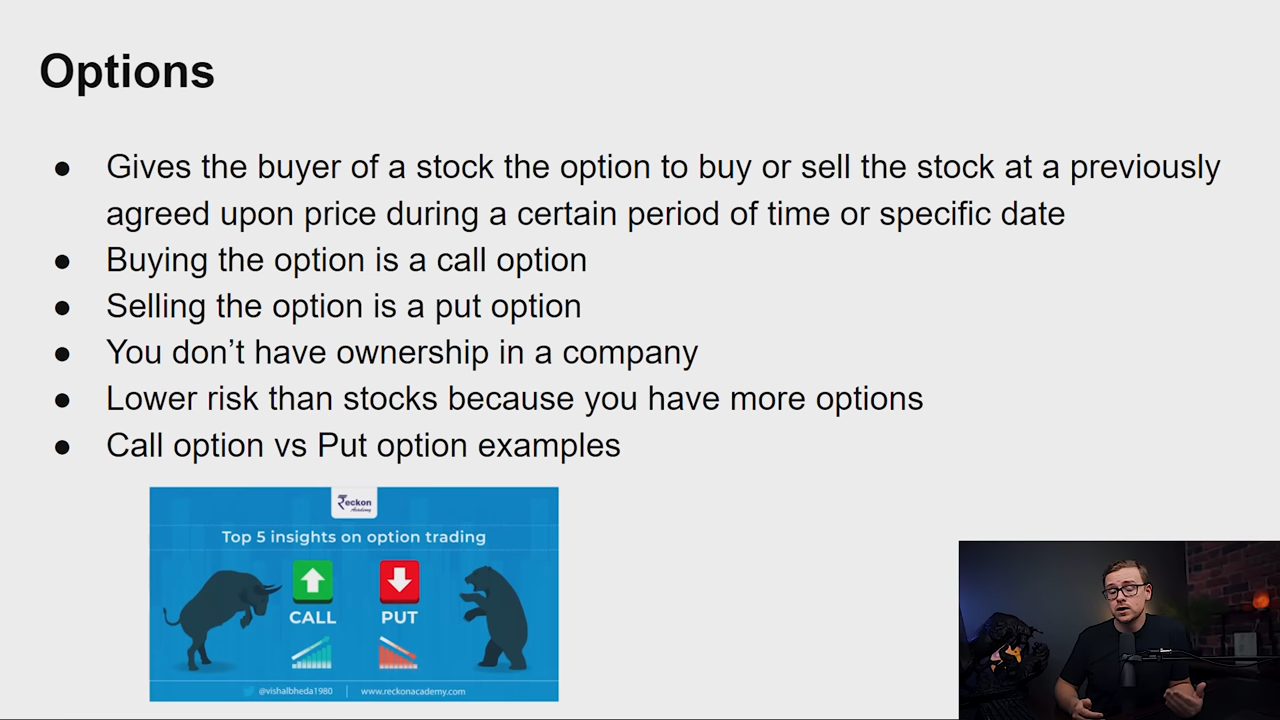 Options
● Gives the buyer of a stock the option to buy or sell the stock at a previously
agreed upon price during a certain period of time or specific date
● Buying the option is a call option
● Selling the option is a put option
● You don’t have ownership in a company
● Lower risk than stocks because you have more options
● Call option vs Put option examples
₹eckon
Academy
Top 5 insights on option trading
CALL PUT
@vishalbheda1980 | www.reckonacademy.com